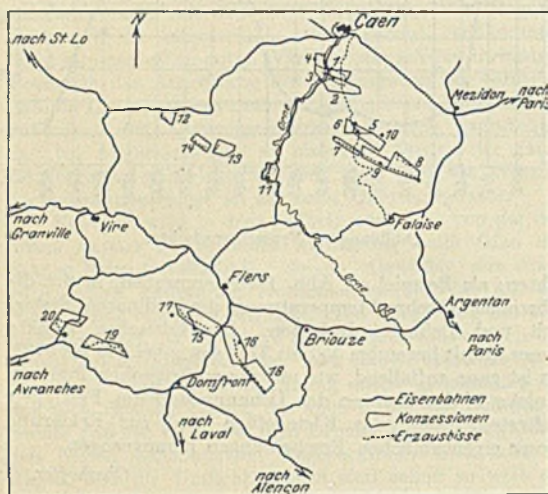 Caen
N
nach
St. Lo
4
1
3
2
Mezidon
nach
Paris
12
6
5
10
14
13
7
9
8
11
Orne
nach
Granville
Vire
Falaise
Orne
Flers
Argentan
nach
Paris
17
15
16
Briouze
20
19
18
nach
Avranches
Domfront
nach
Laval
nach
Alençon
Eisenbahnen
Konzessionen
Erzausbisse